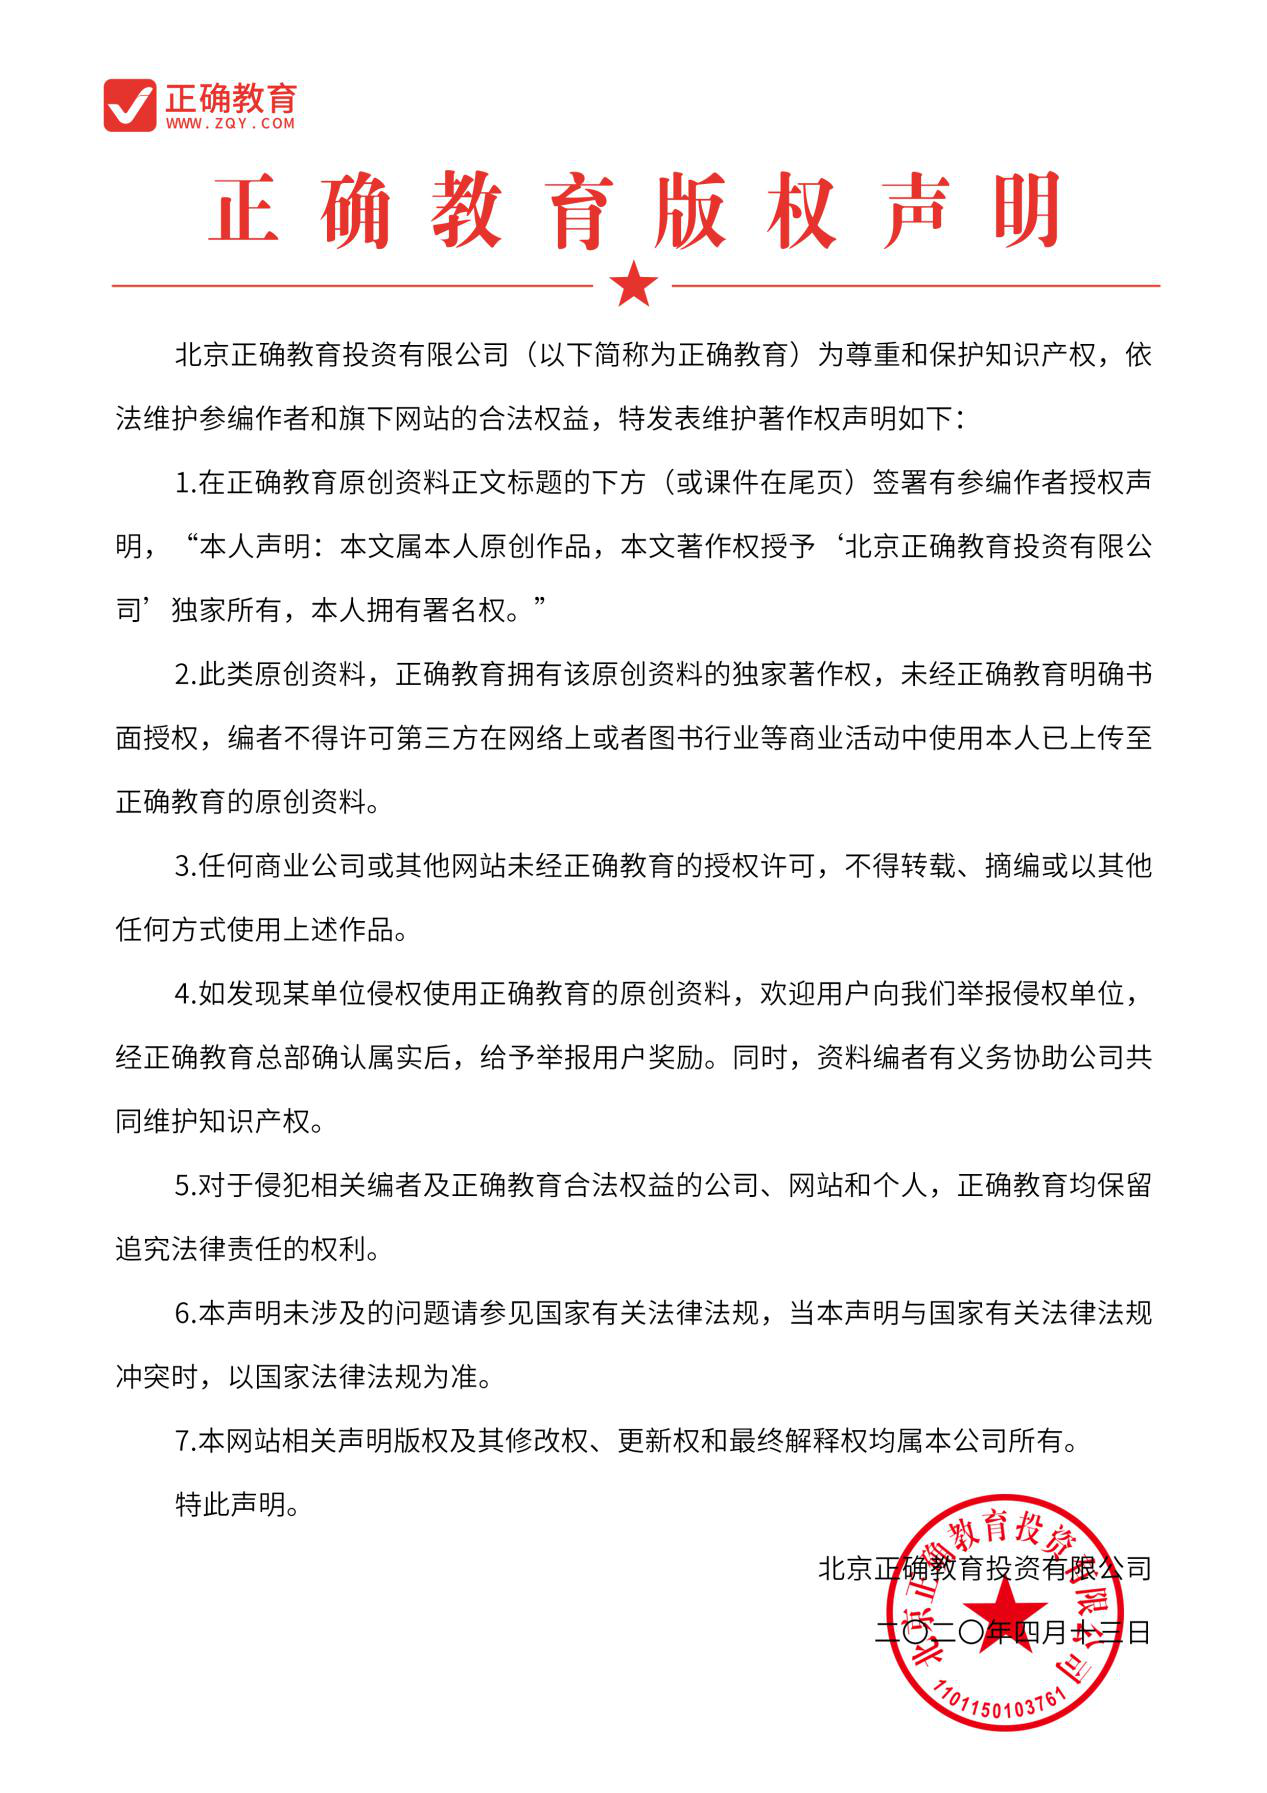 正确教育
WWW.ZQY.COM
正确教育版权声明
北京正确教育投资有限公司（以下简称为正确教育）为尊重和保护知识产权，依
法维护参编作者和旗下网站的合法权益，特发表维护著作权声明如下：
1.在正确教育原创资料正文标题的下方（或课件在尾页）签署有参编作者授权声
明，“本人声明：本文属本人原创作品，本文著作权授予‘北京正确教育投资有限公
司’独家所有，本人拥有署名权。”
2.此类原创资料，正确教育拥有该原创资料的独家著作权，未经正确教育明确书
面授权，编者不得许可第三方在网络上或者图书行业等商业活动中使用本人已上传至
正确教育的原创资料。
3.任何商业公司或其他网站未经正确教育的授权许可，不得转载、摘编或以其他
任何方式使用上述作品。
4.如发现某单位侵权使用正确教育的原创资料，欢迎用户向我们举报侵权单位，
经正确教育总部确认属实后，给予举报用户奖励。同时，资料编者有义务协助公司共
同维护知识产权。
5.对于侵犯相关编者及正确教育合法权益的公司、网站和个人，正确教育均保留
追究法律责任的权利。
6.本声明未涉及的问题请参见国家有关法律法规，当本声明与国家有关法律法规
冲突时，以国家法律法规为准。
7.本网站相关声明版权及其修改权、更新权和最终解释权均属本公司所有。
特此声明。
北京正确教育投资有限公司
二〇二〇年四月十三日
北京正确教育投资有限公司
1101150103761